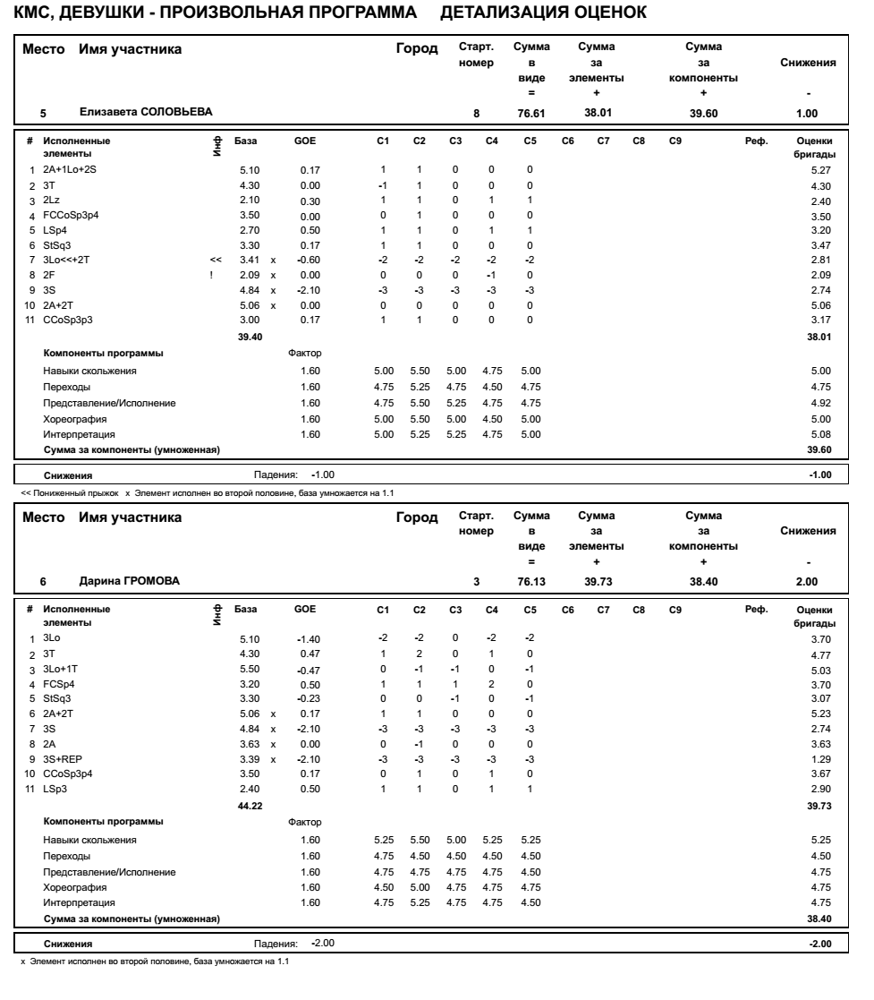 КМС, ДЕВУШКИ - ПРОИЗВОЛЬНАЯ ПРОГРАММА ДЕТАЛИЗАЦИЯ ОЦЕНОК
Место Имя участника Город Старт. номер Сумма в виде = Сумма за элементы + Сумма за компоненты + Снижения -
5 Елизавета СОЛОВЬЕВА 8 76.61 38.01 39.60 1.00
# Исполненные элементы Инф База GOE C1 C2 C3 C4 C5 C6 C7 C8 C9 Реф. Оценки бригады
1 2A+1Lo+2S 5.10 0.17 1 1 0 0 0 5.27
2 3T 4.30 0.00 -1 1 0 0 0 4.30
3 2Lz 2.10 0.30 1 1 0 1 1 2.40
4 FCCoSp3p4 3.50 0.00 0 1 0 0 0 3.50
5 LSp4 2.70 0.50 1 1 0 1 1 3.20
6 StSq3 3.30 0.17 1 1 0 0 0 3.47
7 3Lo<<+2T << 3.41 x -0.60 -2 -2 -2 -2 -2 2.81
8 2F ! 2.09 x 0.00 0 0 0 -1 0 2.09
9 3S 4.84 x -2.10 -3 -3 -3 -3 -3 2.74
10 2A+2T 5.06 x 0.00 0 0 0 0 0 5.06
11 CCoSp3p3 3.00 0.17 1 1 0 0 0 3.17
39.40 38.01
Компоненты программы Фактор
Навыки скольжения 1.60 5.00 5.50 5.00 4.75 5.00 5.00
Переходы 1.60 4.75 5.25 4.75 4.50 4.75 4.75
Представление/Исполнение 1.60 4.75 5.50 5.25 4.75 4.75 4.92
Хореография 1.60 5.00 5.50 5.00 4.50 5.00 5.00
Интерпретация 1.60 5.00 5.25 5.25 4.75 5.00 5.08
Сумма за компоненты (умноженная) 39.60
Снижения Падения: -1.00 -1.00
<< Пониженный прыжок x Элемент исполнен во второй половине, база умножается на 1.1
Место Имя участника Город Старт. номер Сумма в виде = Сумма за элементы + Сумма за компоненты + Снижения -
6 Дарина ГРОМОВА 3 76.13 39.73 38.40 2.00
# Исполненные элементы Инф База GOE C1 C2 C3 C4 C5 C6 C7 C8 C9 Реф. Оценки бригады
1 3Lo 5.10 -1.40 -2 -2 0 -2 -2 3.70
2 3T 4.30 0.47 1 2 0 1 0 4.77
3 3Lo+1T 5.50 -0.47 0 -1 -1 0 -1 5.03
4 FCSp4 3.20 0.50 1 1 1 2 0 3.70
5 StSq3 3.30 -0.23 0 0 -1 0 -1 3.07
6 2A+2T 5.06 x 0.17 1 1 0 0 0 5.23
7 3S 4.84 x -2.10 -3 -3 -3 -3 -3 2.74
8 2A 3.63 x 0.00 0 -1 0 0 0 3.63
9 3S+REP 3.39 x -2.10 -3 -3 -3 -3 -3 1.29
10 CCoSp3p4 3.50 0.17 0 1 0 1 0 3.67
11 LSp3 2.40 0.50 1 1 0 1 1 2.90
44.22 39.73
Компоненты программы Фактор
Навыки скольжения 1.60 5.25 5.50 5.00 5.25 5.25 5.25
Переходы 1.60 4.75 4.50 4.50 4.50 4.50 4.50
Представление/Исполнение 1.60 4.75 4.75 4.75 4.75 4.50 4.75
Хореография 1.60 4.50 5.00 4.75 4.75 4.75 4.75
Интерпретация 1.60 4.75 5.25 4.75 4.75 4.50 4.75
Сумма за компоненты (умноженная) 38.40
Снижения Падения: -2.00 -2.00
x Элемент исполнен во второй половине, база умножается на 1.1